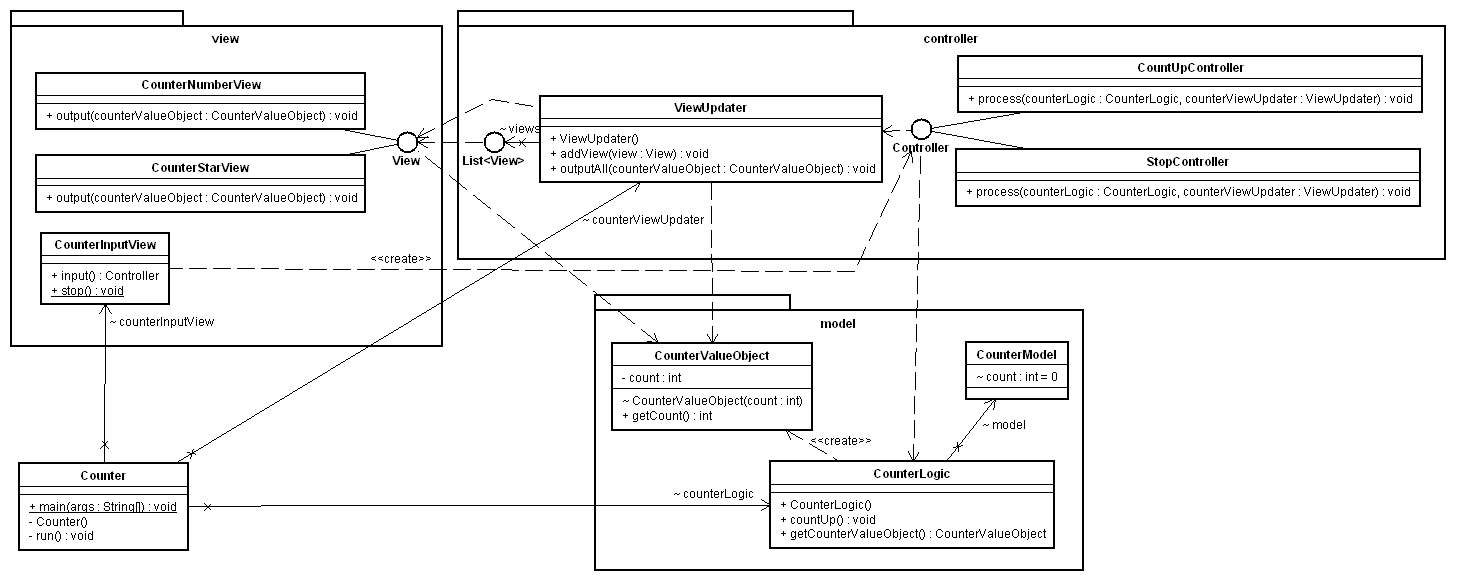 view
CounterNumberView
+ output(counterValueObject : CounterValueObject) : void
CounterStarView
+ output(counterValueObject : CounterValueObject) : void
View
CounterInputView
+ input() : Controller
+ stop() : void
~ counterInputView
controller
ViewUpdater
+ ViewUpdater()
+ addView(view : View) : void
+ outputAll(counterValueObject : CounterValueObject) : void
~ views
List<View>
Controller
CountUpController
+ process(counterLogic : CounterLogic, counterViewUpdater : ViewUpdater) : void
StopController
+ process(counterLogic : CounterLogic, counterViewUpdater : ViewUpdater) : void
~ counterViewUpdater
<<create>>
model
CounterValueObject
- count : int
~ CounterValueObject(count : int)
+ getCount() : int
CounterModel
~ count : int = 0
~ model
<<create>>
CounterLogic
+ CounterLogic()
+ countUp() : void
+ getCounterValueObject() : CounterValueObject
~ counterLogic
Counter
+ main(args : String[]) : void
- Counter()
- run() : void